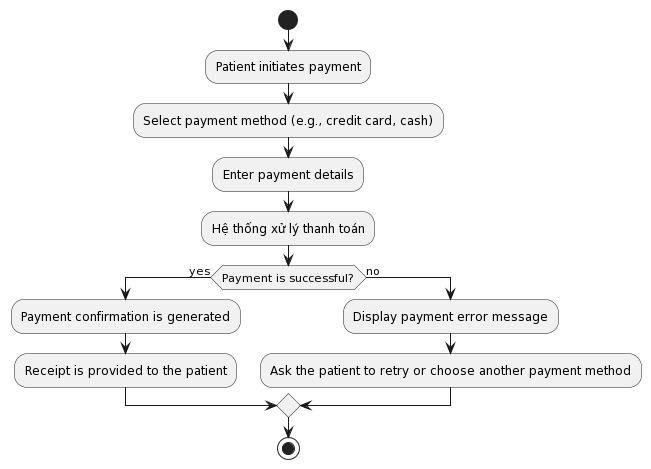 Patient initiates payment
Select payment method (e.g., credit card, cash)
Enter payment details
Hệ thống xử lý thanh toán
yes
Payment is successful?
no
Payment confirmation is generated
Display payment error message
Receipt is provided to the patient
Ask the patient to retry or choose another payment method